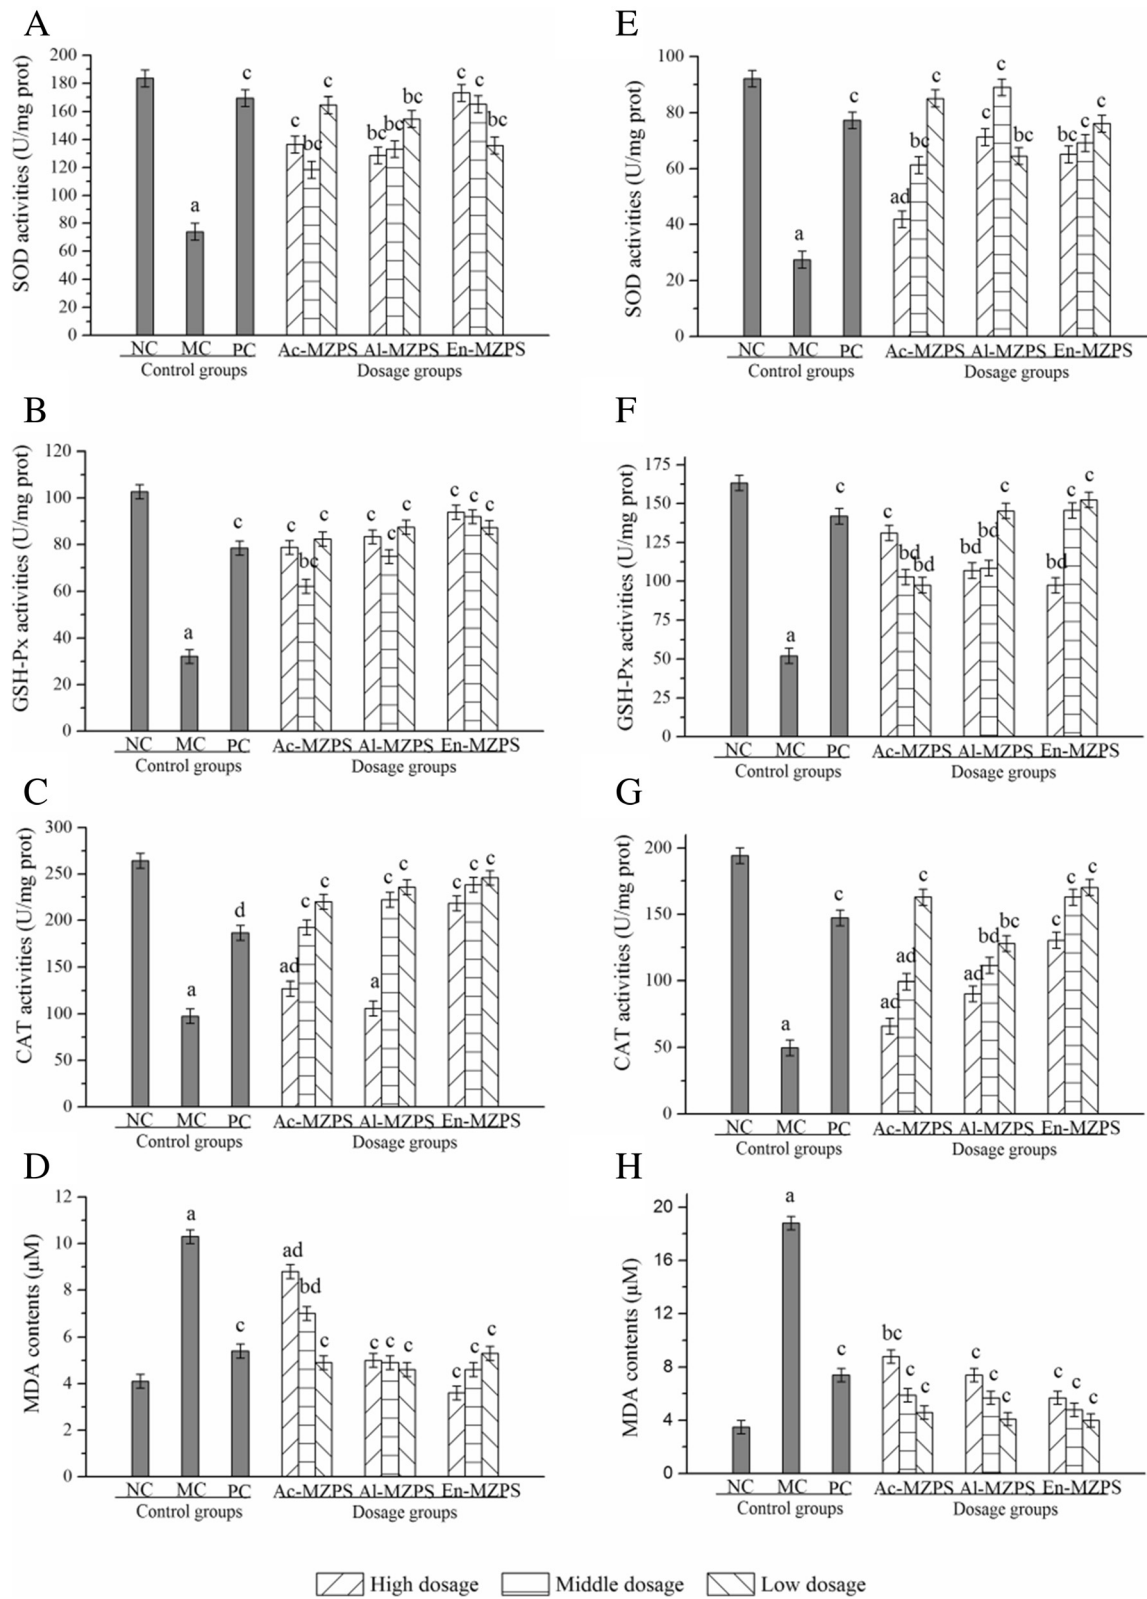 A
SOD activities (U/mg prot)
200
180
160
140
120
100
80
60
40
20
0
a
c
c
bc
c
bc
bc
bc
c
c
bc
NC MC PC Ac-MZPS Al-MZPS En-MZPS
Control groups Dosage groups
E
SOD activities (U/mg prot)
100
80
60
40
20
0
a
c
ad
bc
c
c
c
bc
bc
c
c
NC MC PC Ac-MZPS Al-MZPS En-MZPS
Control groups Dosage groups
B
GSH-Px activities (U/mg prot)
120
100
80
60
40
20
0
a
c
c
bc
c
c
c
c
c
c
c
NC MC PC Ac-MZPS Al-MZPS En-MZPS
Control groups Dosage groups
F
GSH-Px activities (U/mg prot)
175
150
125
100
75
50
25
0
a
c
c
bd
bd
bd
bd
c
bd
c
c
NC MC PC Ac-MZPS Al-MZPS En-MZPS
Control groups Dosage groups
C
CAT activities (U/mg prot)
300
250
200
150
100
50
0
a
d
ad
c
c
a
c
c
c
c
c
NC MC PC Ac-MZPS Al-MZPS En-MZPS
Control groups Dosage groups
G
CAT activities (U/mg prot)
200
150
100
50
0
a
c
ad
ad
c
ad
bd
bc
c
c
c
NC MC PC Ac-MZPS Al-MZPS En-MZPS
Control groups Dosage groups
D
MDA contents (μM)
12
10
8
6
4
2
0
a
c
ad
bd
c
c
c
c
c
c
c
NC MC PC Ac-MZPS Al-MZPS En-MZPS
Control groups Dosage groups
H
MDA contents (μM)
20
16
12
8
4
0
a
c
bc
c
c
c
c
c
c
c
c
NC MC PC Ac-MZPS Al-MZPS En-MZPS
Control groups Dosage groups
High dosage Middle dosage Low dosage